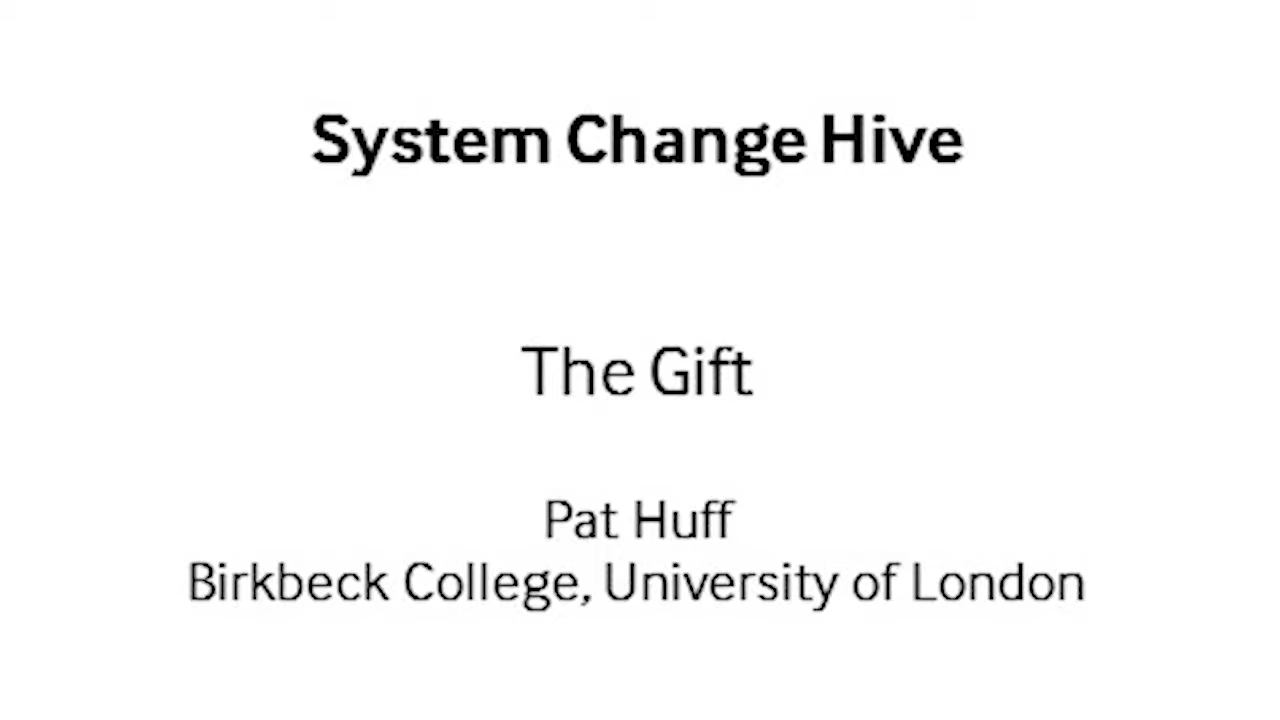 System Change Hive
The Gift
Pat Huff
Birkbeck College, University of London